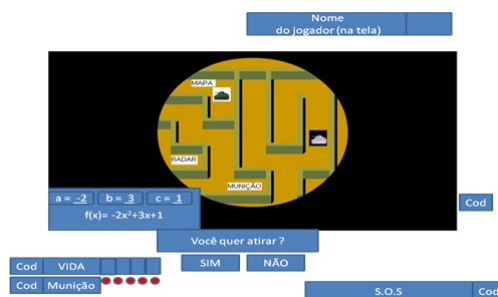 Nome
do jogador (na tela)
MAPA
RADAR
MUNIÇÃO
a = -2 b = 3 c = 1
f(x)= -2x²+3x+1
Cod
Você quer atirar ?
SIM NÃO
Cod VIDA
Cod Munição
S.O.S Cod